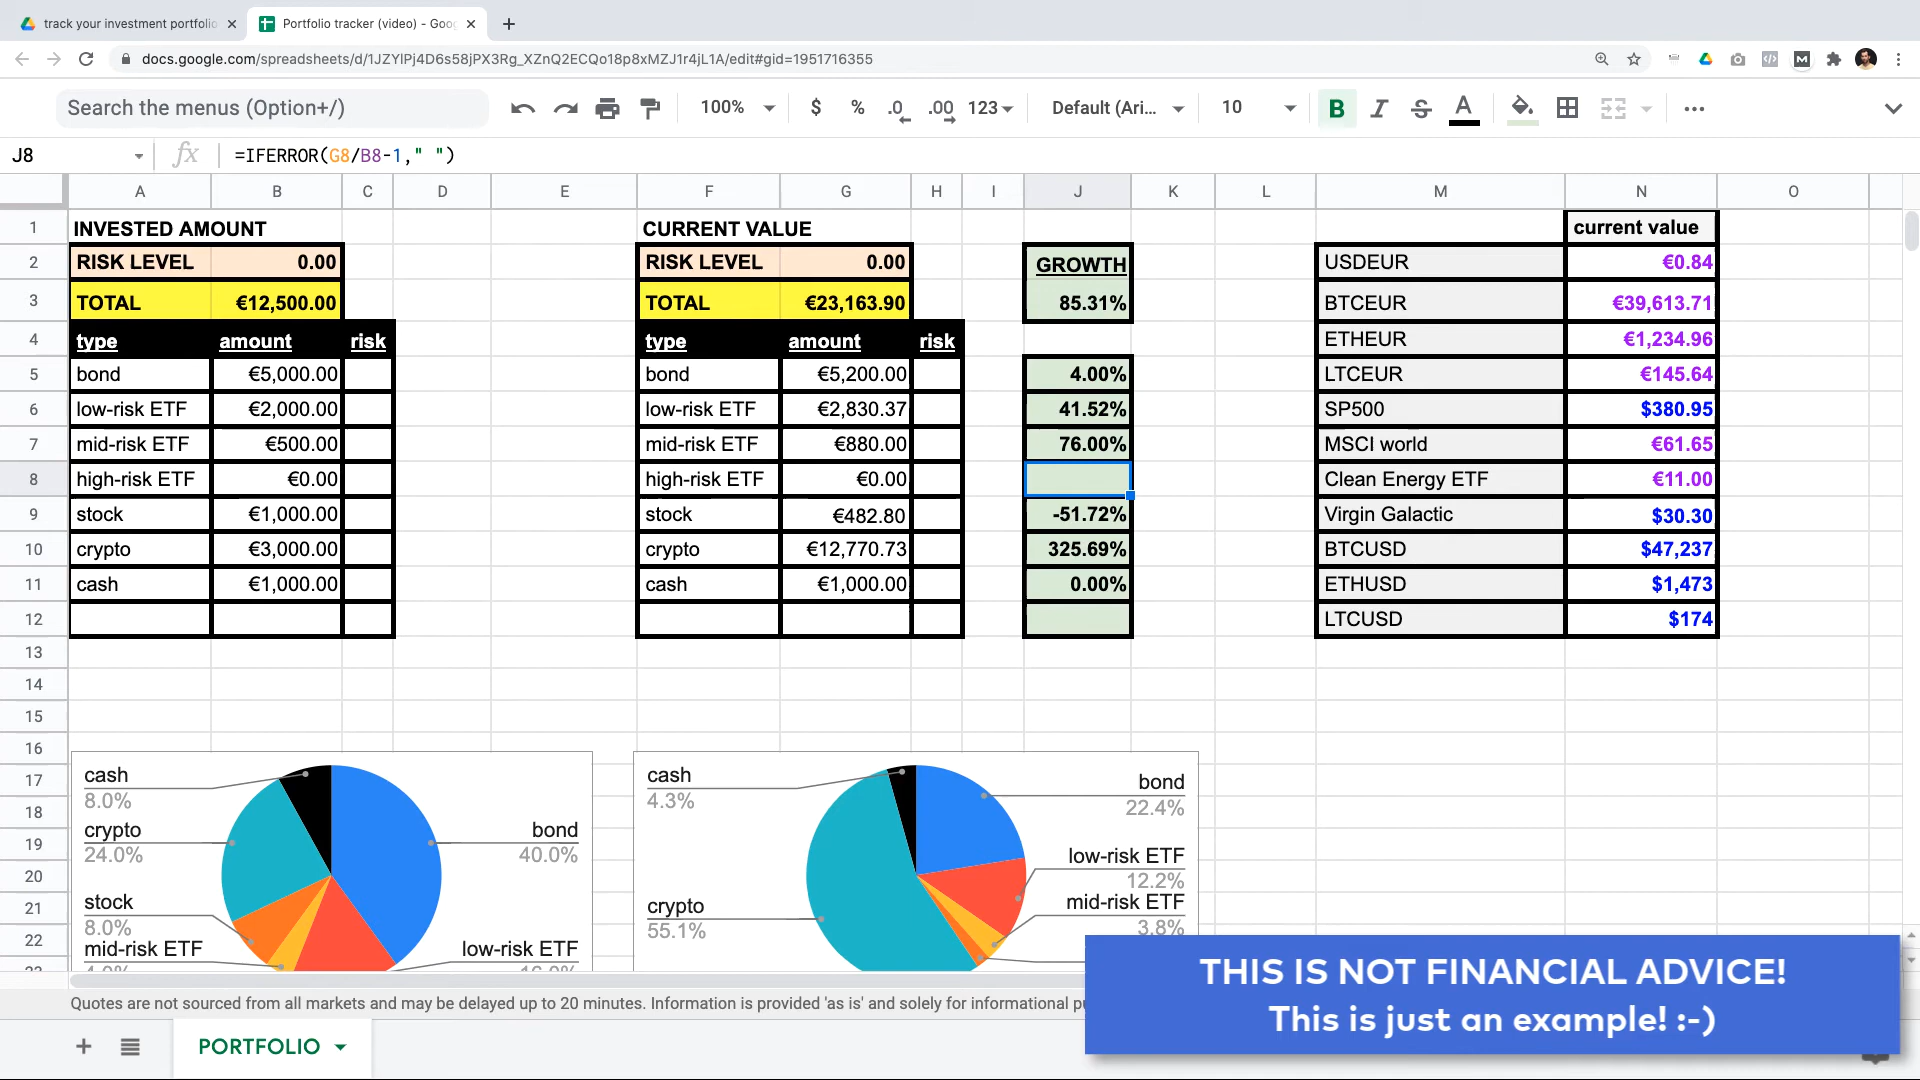 track your investment portfolio
Portfolio tracker (video) - Goog
docs.google.com/spreadsheets/d/1JZYlPj4D6s58jPX3Rg_XZnQ2ECQo18p8xMZJ1r4jL1A/edit#gid=1951716355
Search the menus (Option+/)
100%
$ % .0 .00 123
Default (Ari...
10
B I S A
J8
fx
=IFERROR(G8/B8-1," ")
A B C D E F G H I J K L M N O
1 INVESTED AMOUNT CURRENT VALUE current value
2 RISK LEVEL 0.00 RISK LEVEL 0.00 GROWTH USDEUR €0.84
3 TOTAL €12,500.00 TOTAL €23,163.90 85.31% BTCEUR €39,613.71
4 type amount risk type amount risk ETHEUR €1,234.96
5 bond €5,000.00 bond €5,200.00 4.00% LTCEUR €145.64
6 low-risk ETF €2,000.00 low-risk ETF €2,830.37 41.52% SP500 $380.95
7 mid-risk ETF €500.00 mid-risk ETF €880.00 76.00% MSCI world €61.65
8 high-risk ETF €0.00 high-risk ETF €0.00 Clean Energy ETF €11.00
9 stock €1,000.00 stock €482.80 -51.72% Virgin Galactic $30.30
10 crypto €3,000.00 crypto €12,770.73 325.69% BTCUSD $47,237
11 cash €1,000.00 cash €1,000.00 0.00% ETHUSD $1,473
12 LTCUSD $174
13
14
15
16
17
18
19
20
21
22
cash
8.0%
crypto
24.0%
stock
8.0%
mid-risk ETF
bond
40.0%
low-risk ETF
cash
4.3%
crypto
55.1%
bond
22.4%
low-risk ETF
12.2%
mid-risk ETF
3.8%
Quotes are not sourced from all markets and may be delayed up to 20 minutes. Information is provided 'as is' and solely for informational
PORTFOLIO
THIS IS NOT FINANCIAL ADVICE!
This is just an example! :-)